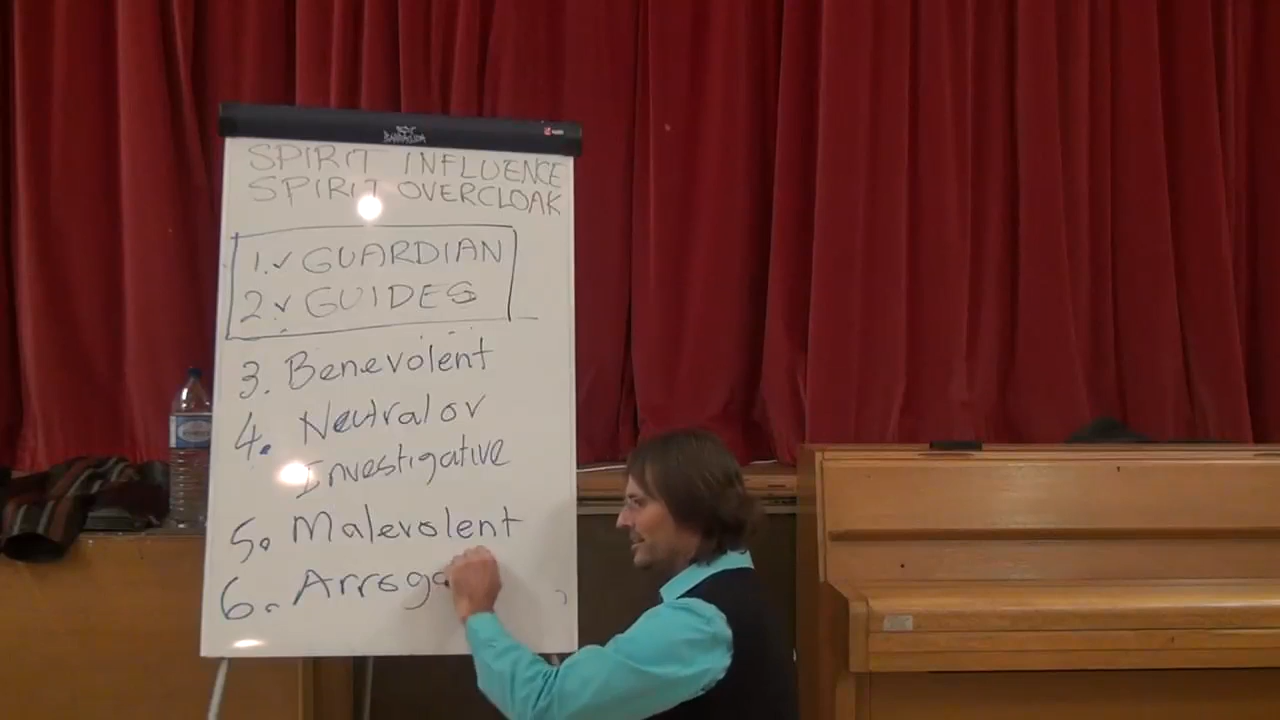 SPIRIT INFLUENCE
SPIRIT OVERCLOAK
1.✓ GUARDIAN
2✓ GUIDES
3. Benevolent
4. Neutral or
Investigative
5. Malevolent
6. Arroga